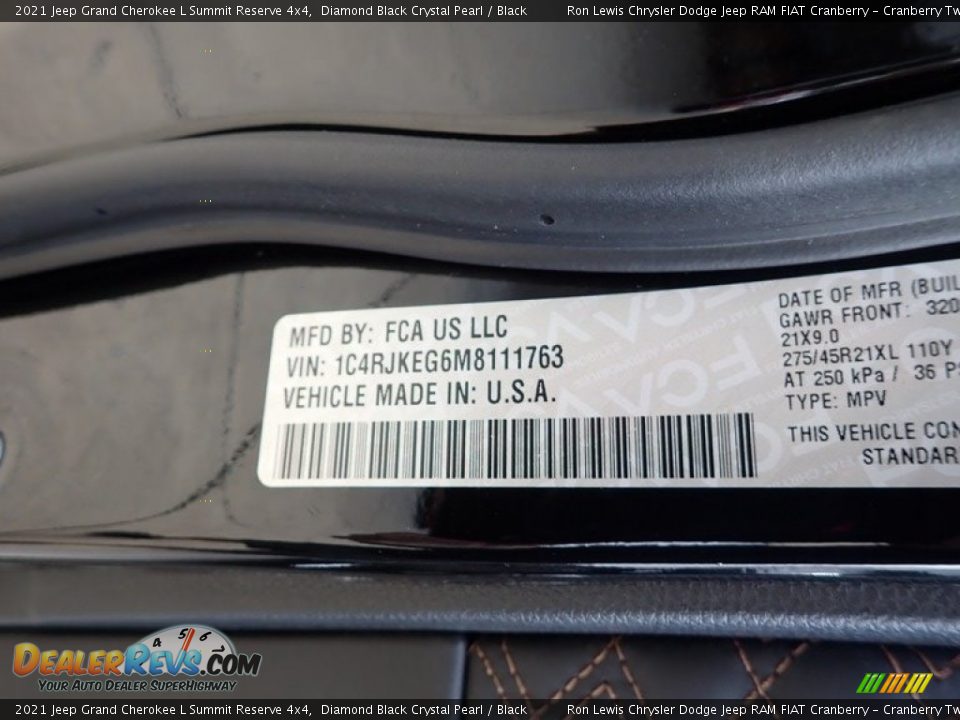 2021 Jeep Grand Cherokee L Summit Reserve 4x4, Diamond Black Crystal Pearl / Black Ron Lewis Chrysler Dodge Jeep RAM FIAT Cranberry - Cranberry Tw
MFD BY: FCA US LLC
VIN: 1C4RJKEG6M8111763
VEHICLE MADE IN: U.S.A.
DATE OF MFR (BUIL
GAWR FRONT: 320
21X9.0
275/45R21XL 110Y
AT 250 kPa / 36 PS
TYPE: MPV
THIS VEHICLE CON
STANDAR
4 5 6
DEALERREVS.COM
YOUR AUTO DEALER SUPERHIGHWAY
2021 Jeep Grand Cherokee L Summit Reserve 4x4, Diamond Black Crystal Pearl / Black Ron Lewis Chrysler Dodge Jeep RAM FIAT Cranberry - Cranberry Tw